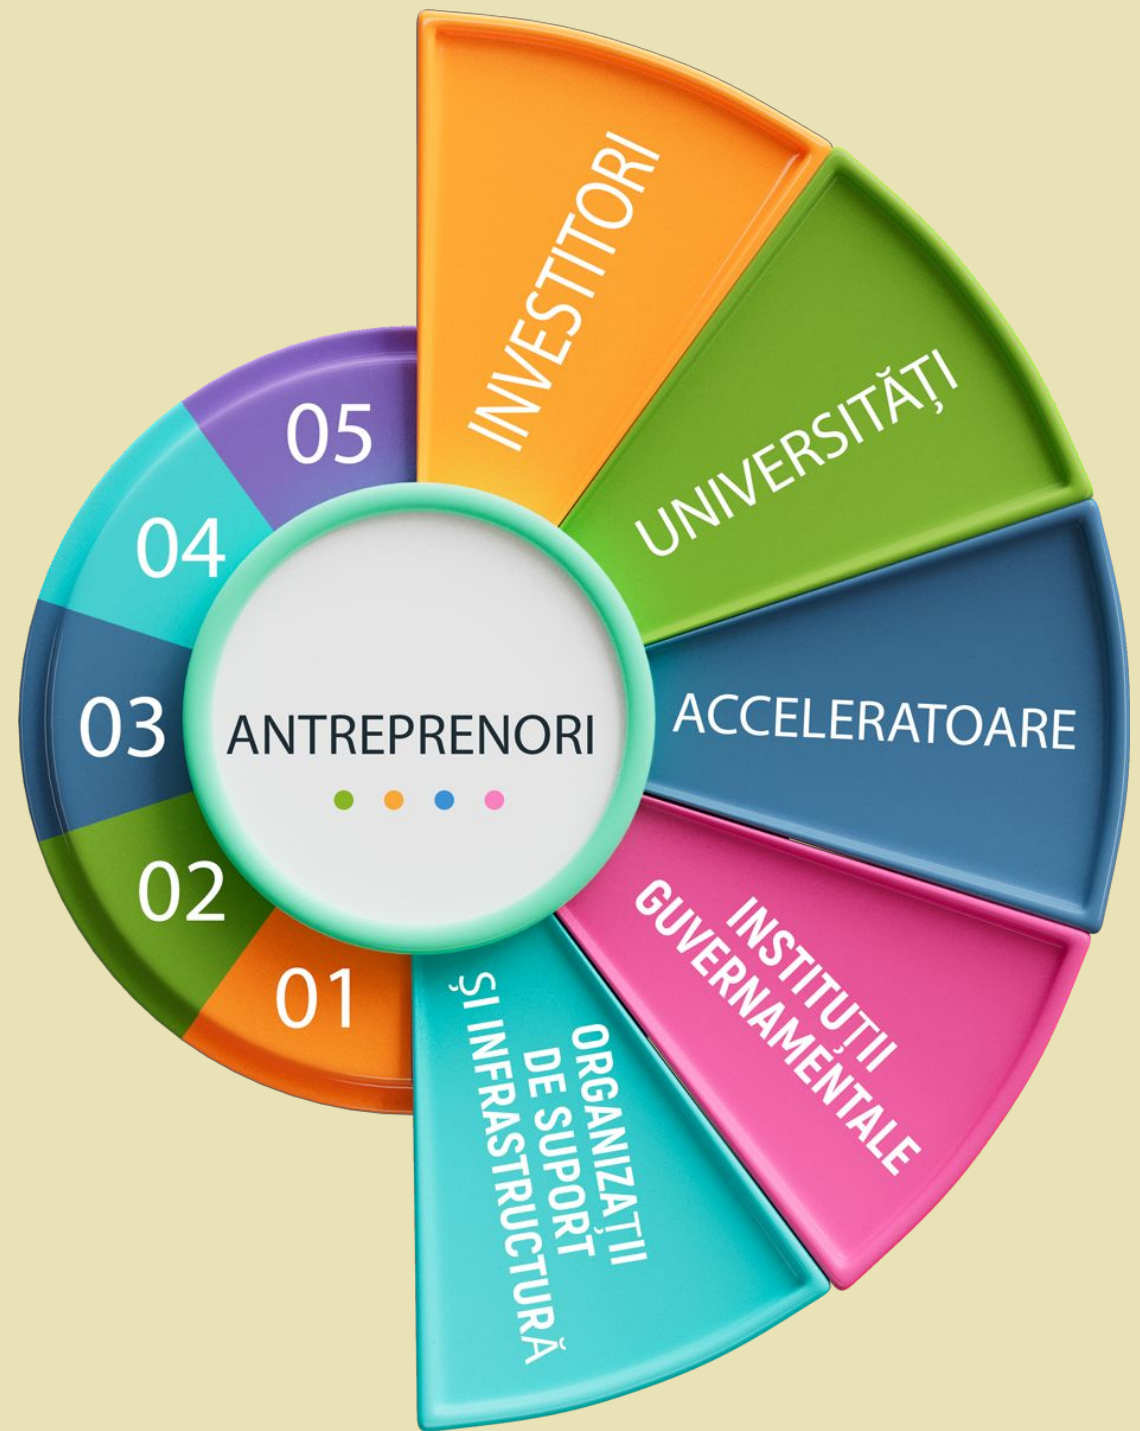 INVESTITORI
UNIVERSITĂȚI
ACCELERATOARE
INSTITUȚII
GUVERNAMENTALE
ORGANIZAȚII
DE SUPORT
ȘI INFRASTRUCTURĂ
ANTREPRENORI
05
04
03
02
01